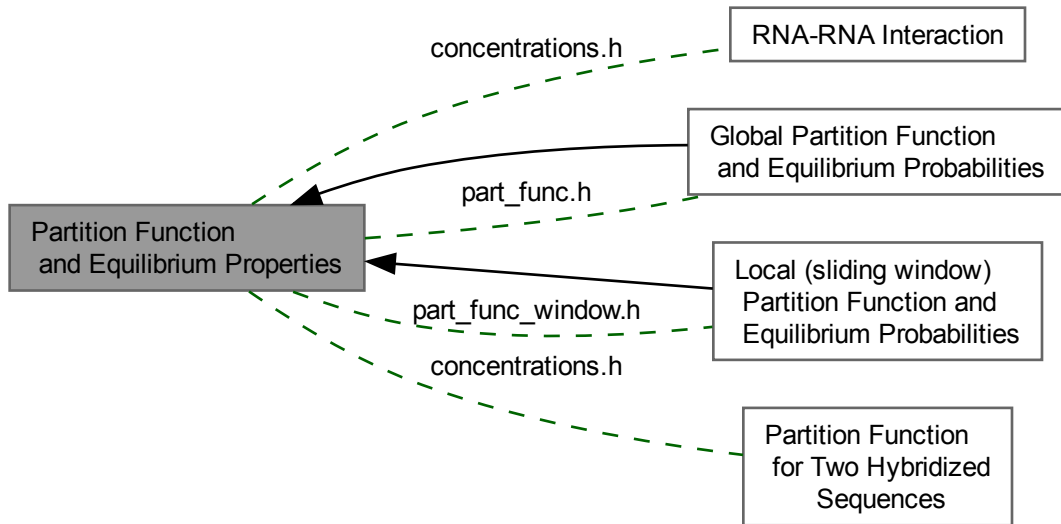 concentrations.h
RNA-RNA Interaction
Global Partition Function
and Equilibrium Probabilities
part_func.h
Partition Function
and Equilibrium Properties
Local (sliding window)
Partition Function and
Equilibrium Probabilities
part_func_window.h
concentrations.h
Partition Function
for Two Hybridized
Sequences